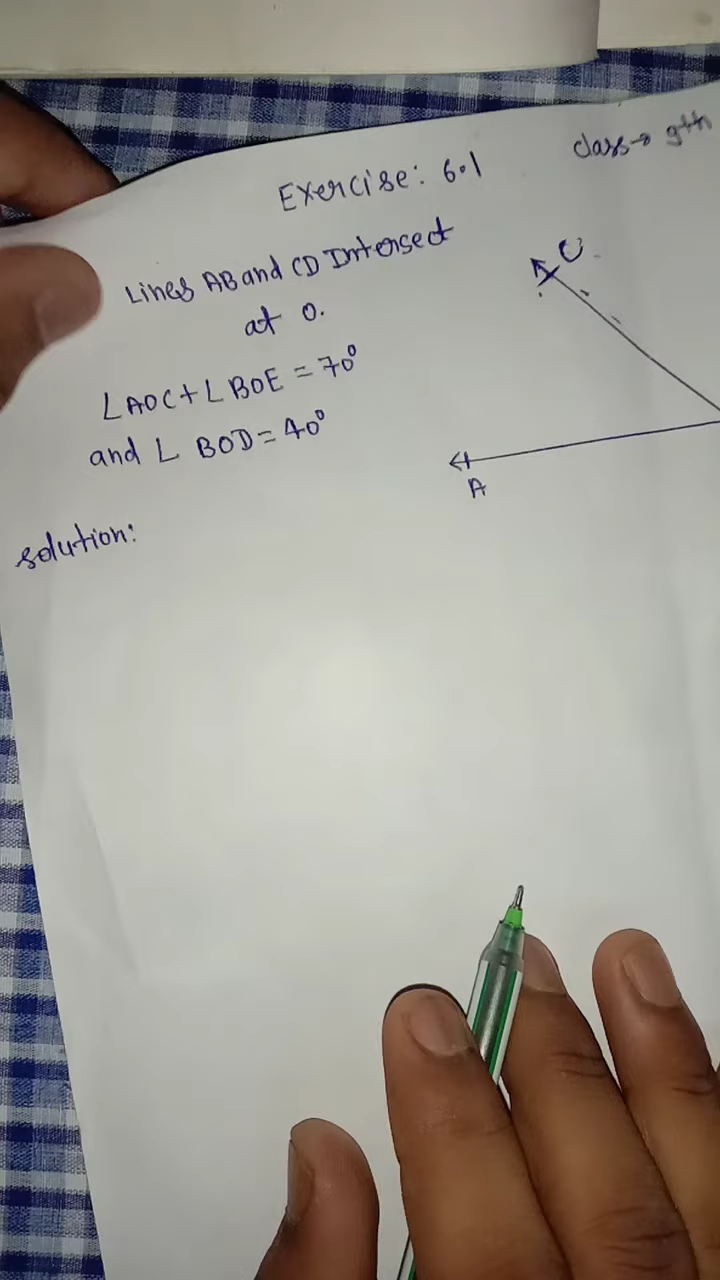 Exercise: 6.1
class→ 9th
Lines AB and CD Intersect
at O.
∠AOC + ∠BOE = 70°
and ∠ BOD = 40°
C
A
solution: